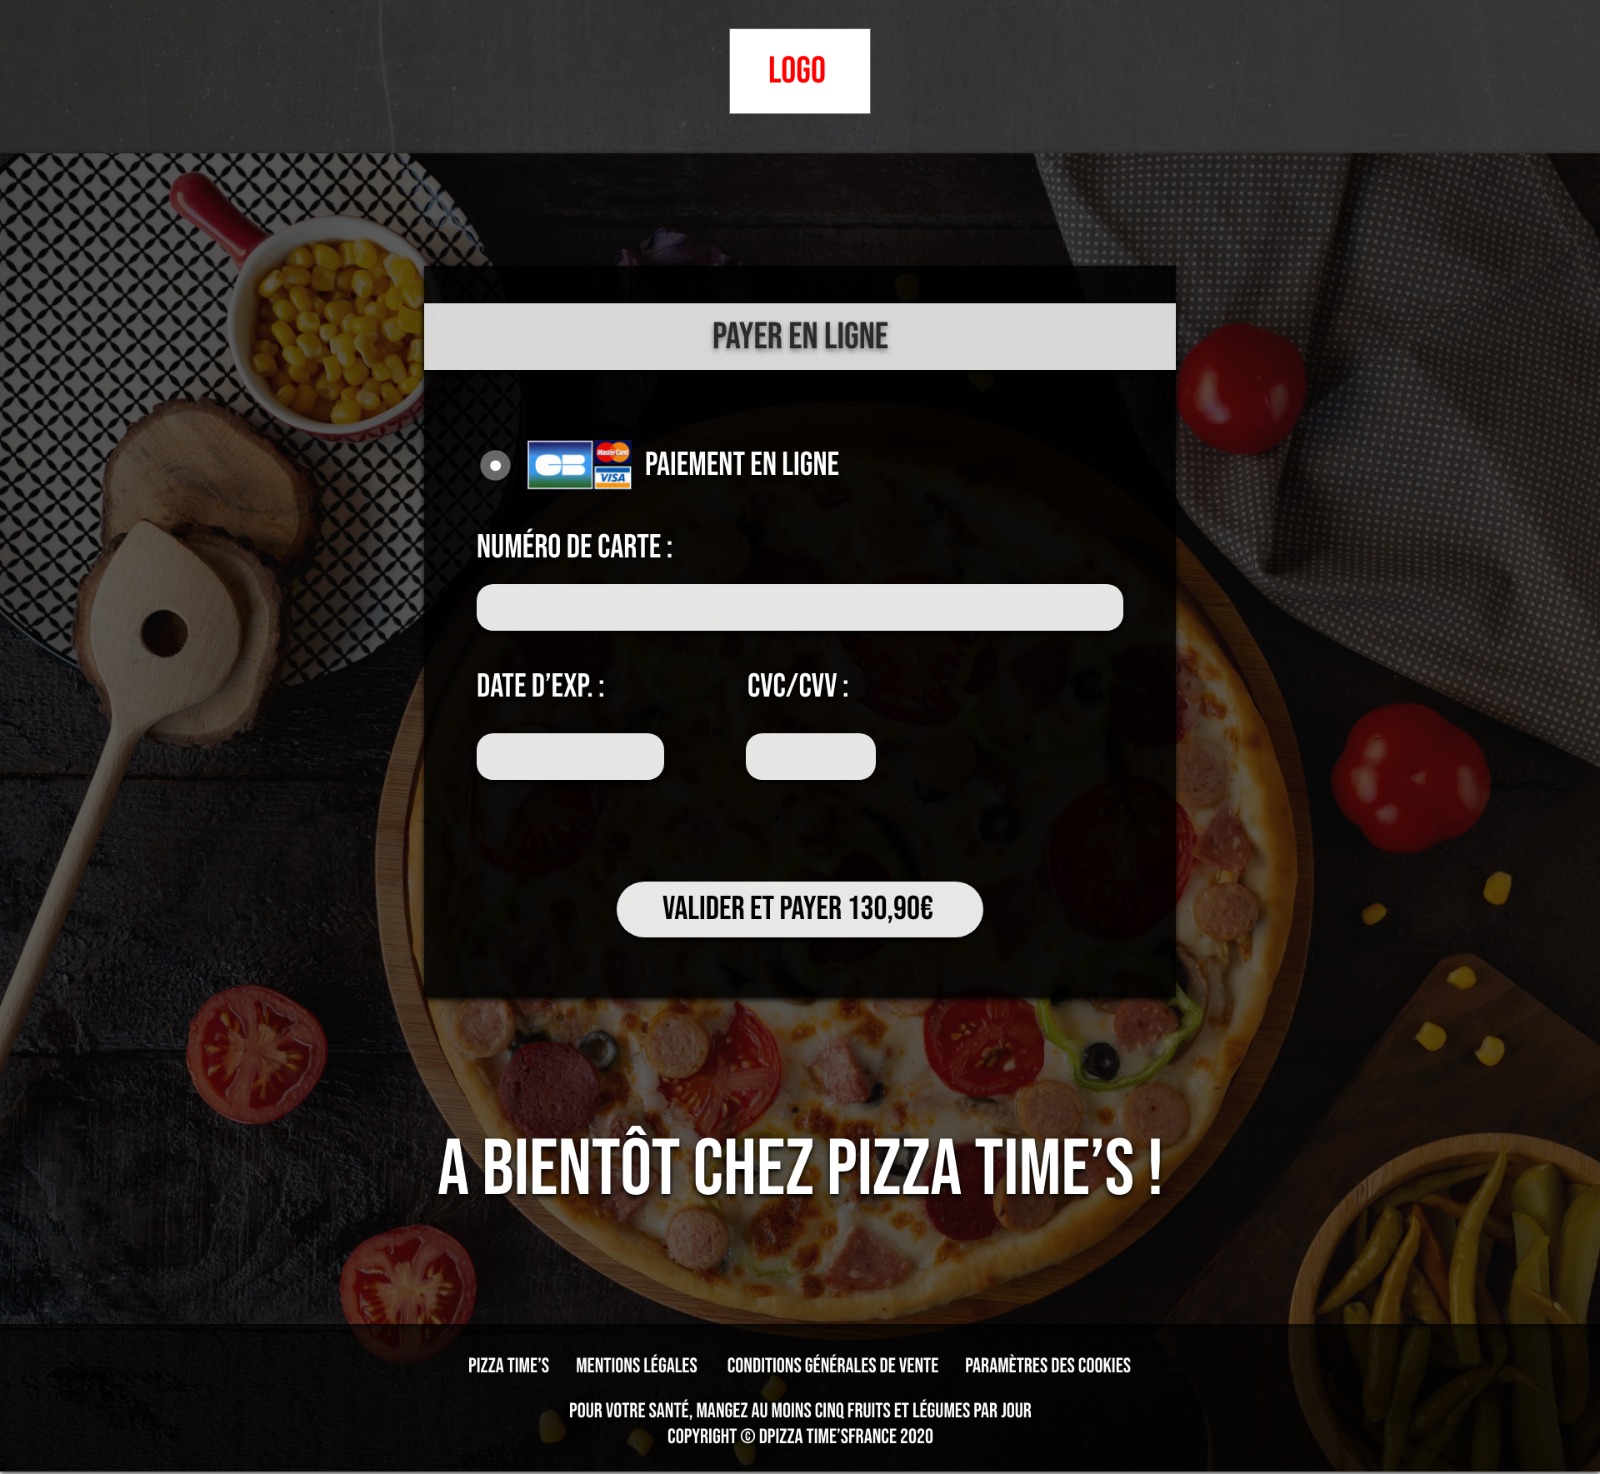 LOGO
PAYER EN LIGNE
CB MasterCard VISA PAIEMENT EN LIGNE
NUMÉRO DE CARTE :
DATE D'EXP. : CVC/CVV :
VALIDER ET PAYER 130,90€
A BIENTÔT CHEZ PIZZA TIME'S !
PIZZA TIME'S MENTIONS LÉGALES CONDITIONS GÉNÉRALES DE VENTE PARAMÈTRES DES COOKIES
POUR VOTRE SANTÉ, MANGEZ AU MOINS CINQ FRUITS ET LÉGUMES PAR JOUR
COPYRIGHT © DPIZZA TIME'SFRANCE 2020